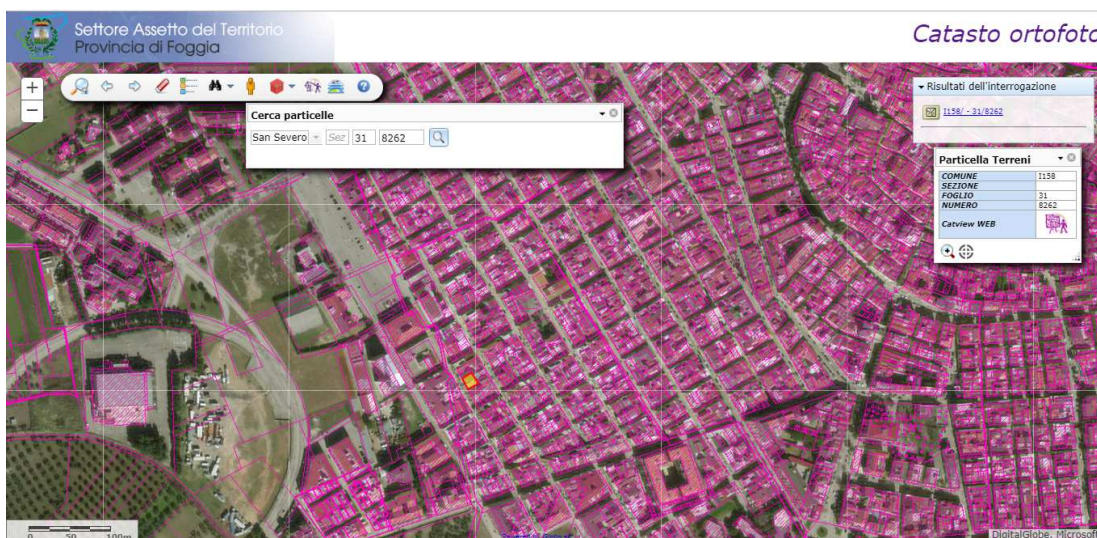 Settore Assetto del Territorio
Provincia di Foggia
Catasto ortofoto
+
−
Cerca particelle
San Severo Sez 31 8262
Risultati dell'interrogazione
I158/ - 31/8262
Particella Terreni
COMUNE I158
SEZIONE
FOGLIO 31
NUMERO 8262
Catview WEB
0 50 100m
DigitalGlobe, Microsoft